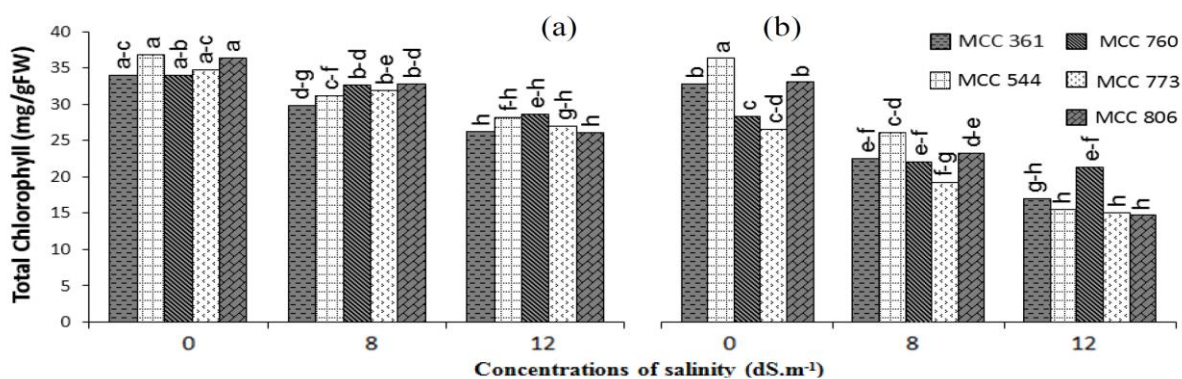 (a)
(b)
MCC 361
MCC 760
MCC 544
MCC 773
MCC 806
Total Chlorophyll (mg/gFW)
40
35
30
25
20
15
10
5
0
a-c
a
a-b
a-c
a
d-g
c-f
b-d
b-e
b-d
h
f-h
e-h
g-h
h
b
a
c
c-d
b
e-f
c-d
e-f
f-g
d-e
g-h
h
e-f
h
h
0 8 12 0 8 12
Concentrations of salinity (dS.m⁻¹)